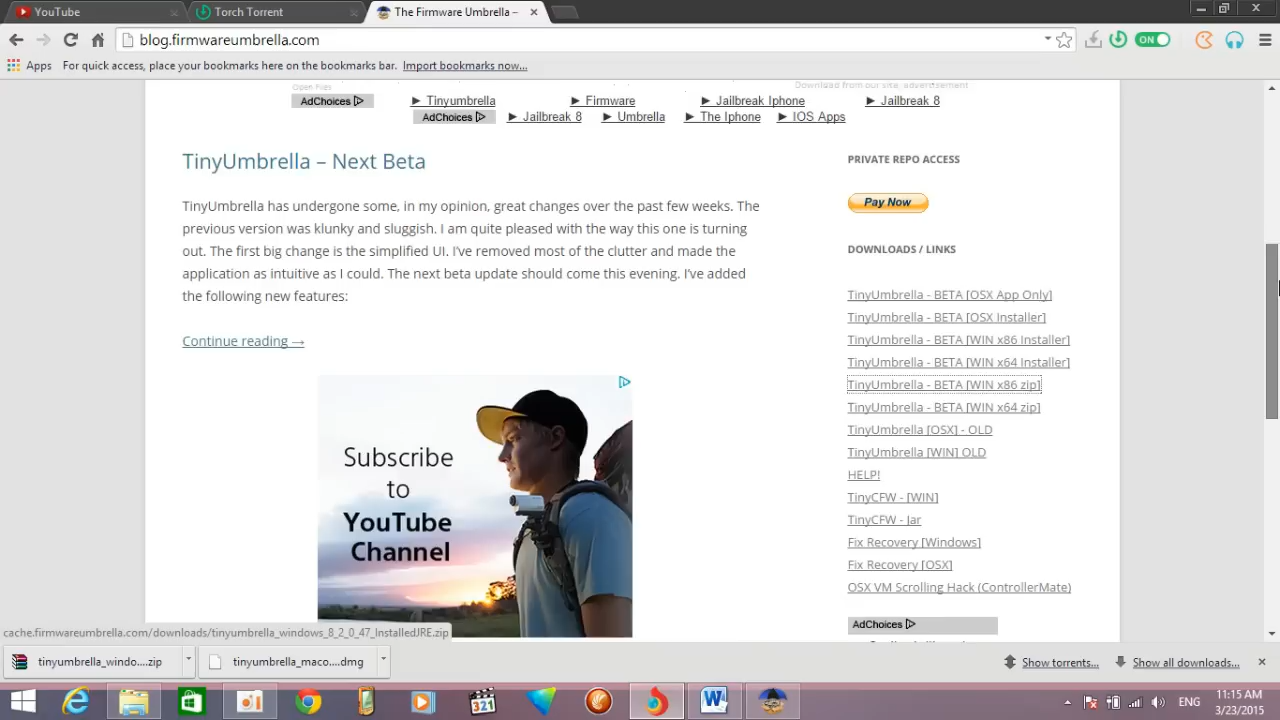 YouTube
Torch Torrent
The Firmware Umbrella –
blog.firmwareumbrella.com
ON
Apps
For quick access, place your bookmarks here on the bookmarks bar. Import bookmarks now...
Open Files
Download from our site, advertisement
AdChoices
► Tinyumbrella
► Firmware
► Jailbreak Iphone
► Jailbreak 8
AdChoices
► Jailbreak 8
► Umbrella
► The Iphone
► IOS Apps
TinyUmbrella – Next Beta
TinyUmbrella has undergone some, in my opinion, great changes over the past few weeks. The
previous version was klunky and sluggish. I am quite pleased with the way this one is turning
out. The first big change is the simplified UI. I've removed most of the clutter and made the
application as intuitive as I could. The next beta update should come this evening. I've added
the following new features:
Continue reading →
Subscribe
to
YouTube
Channel
PRIVATE REPO ACCESS
Pay Now
DOWNLOADS / LINKS
TinyUmbrella - BETA [OSX App Only]
TinyUmbrella - BETA [OSX Installer]
TinyUmbrella - BETA [WIN x86 Installer]
TinyUmbrella - BETA [WIN x64 Installer]
TinyUmbrella - BETA [WIN x86 zip]
TinyUmbrella - BETA [WIN x64 zip]
TinyUmbrella [OSX] - OLD
TinyUmbrella [WIN] OLD
HELP!
TinyCFW - [WIN]
TinyCFW - Jar
Fix Recovery [Windows]
Fix Recovery [OSX]
OSX VM Scrolling Hack (ControllerMate)
AdChoices
cache.firmwareumbrella.com/downloads/tinyumbrella_windows_8_2_0_47_InstalledJRE.zip
tinyumbrella_windo....zip
tinyumbrella_maco....dmg
Show torrents...
Show all downloads...
321
ENG
11:15 AM
3/23/2015